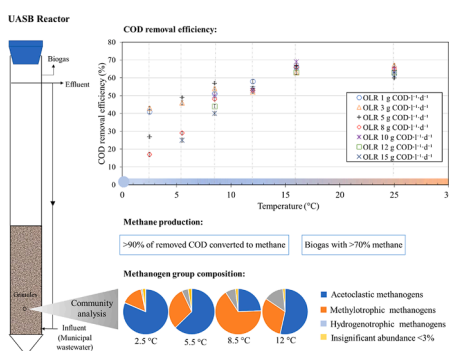 UASB Reactor
Biogas
Effluent
Granules
Influent
(Municipal
wastewater)
COD removal efficiency:
COD removal efficiency (%)
80
70
60
50
40
30
20
10
0
OLR 1 g COD·l⁻¹·d⁻¹
OLR 3 g COD·l⁻¹·d⁻¹
OLR 5 g COD·l⁻¹·d⁻¹
OLR 8 g COD·l⁻¹·d⁻¹
OLR 10 g COD·l⁻¹·d⁻¹
OLR 12 g COD·l⁻¹·d⁻¹
OLR 15 g COD·l⁻¹·d⁻¹
0 5 10 15 20 25 30
Temperature (°C)
Methane production:
>90% of removed COD converted to methane
Biogas with >70% methane
Methanogen group composition:
Community
analysis
2.5 °C 5.5 °C 8.5 °C 12 °C
Acetoclastic methanogens
Methylotrophic methanogens
Hydrogenotrophic methanogens
Insignificant abundance <3%